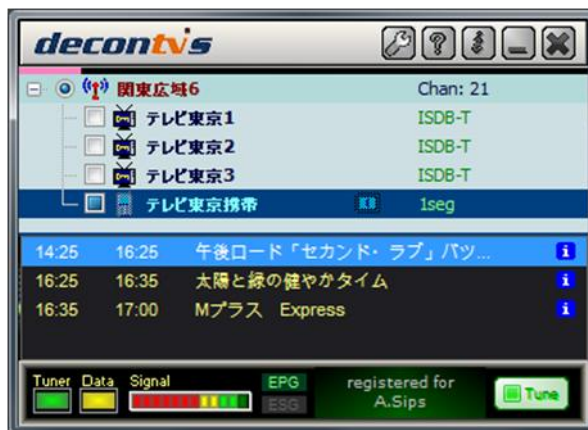 decontv's
関東広域6 Chan: 21
テレビ東京1 ISDB-T
テレビ東京2 ISDB-T
テレビ東京3 ISDB-T
テレビ東京携帯 1seg
14:25 16:25 午後ロード「セカンド・ラブ」バツ... i
16:25 16:35 太陽と緑の健やかタイム i
16:35 17:00 Mプラス Express i
Tuner Data Signal EPG registered for Tune
ESG A.Sips